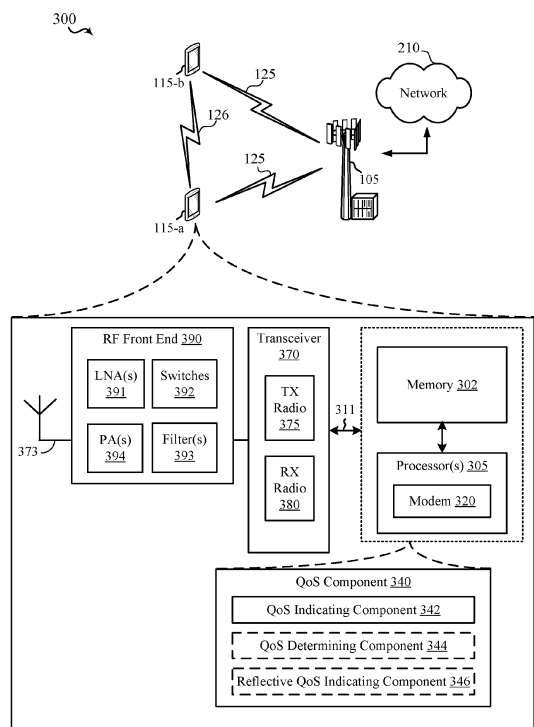 300
210
Network
115-b
125
126
125
105
115-a
RF Front End 390
LNA(s)
391
Switches
392
PA(s)
394
Filter(s)
393
373
Transceiver
370
TX
Radio
375
RX
Radio
380
311
Memory 302
Processor(s) 305
Modem 320
QoS Component 340
QoS Indicating Component 342
QoS Determining Component 344
Reflective QoS Indicating Component 346